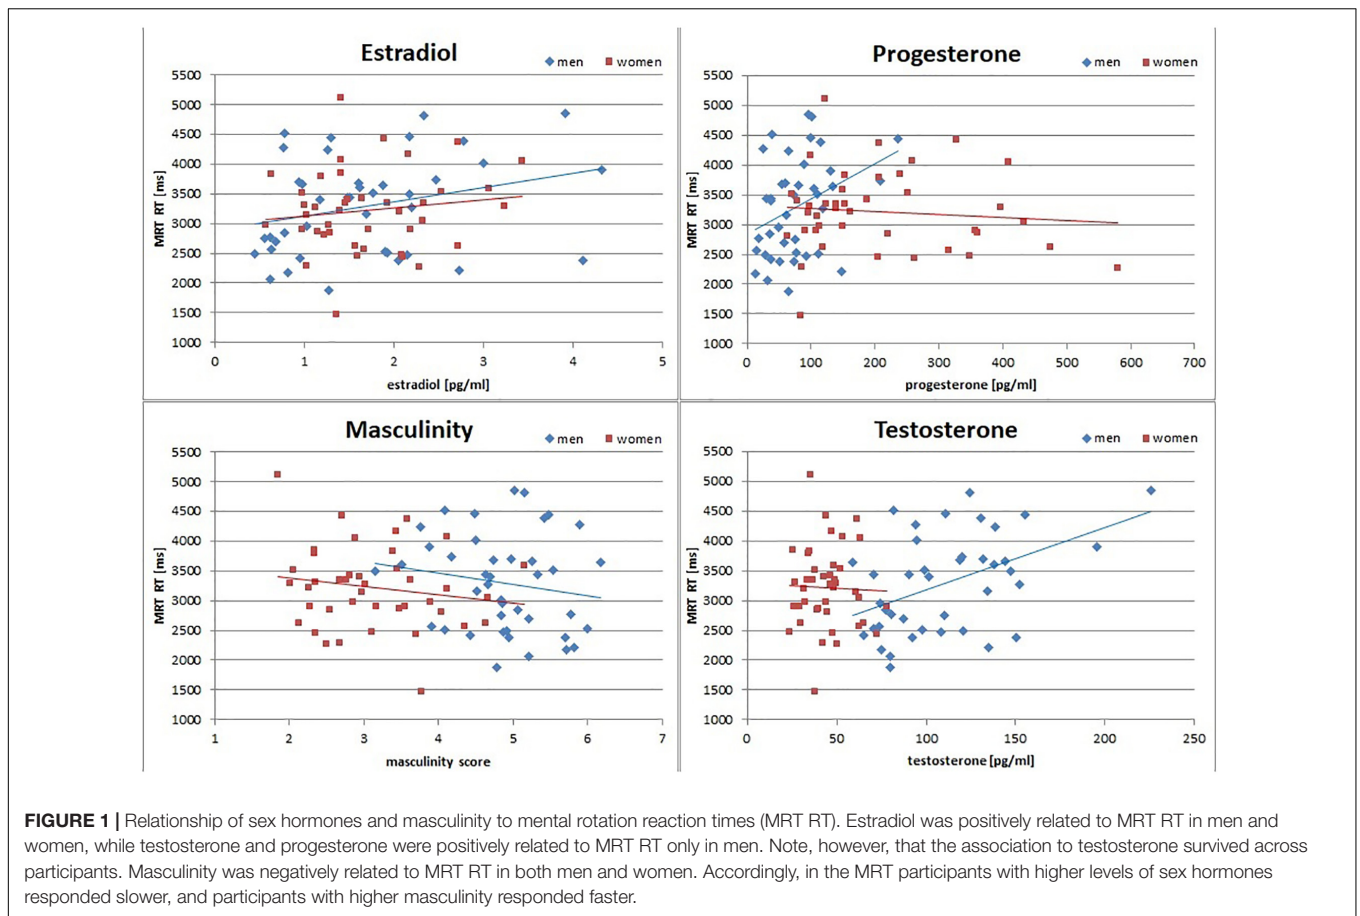 Estradiol
men women
MRT RT [ms]
5500
5000
4500
4000
3500
3000
2500
2000
1500
1000
0 1 2 3 4 5
estradiol [pg/ml]
Progesterone
men women
MRT RT [ms]
5500
5000
4500
4000
3500
3000
2500
2000
1500
1000
0 100 200 300 400 500 600 700
progesterone [pg/ml]
Masculinity
men women
MRT RT [ms]
5500
5000
4500
4000
3500
3000
2500
2000
1500
1000
1 2 3 4 5 6 7
masculinity score
Testosterone
men women
MRT RT [ms]
5500
5000
4500
4000
3500
3000
2500
2000
1500
1000
0 50 100 150 200 250
testosterone [pg/ml]
FIGURE 1 | Relationship of sex hormones and masculinity to mental rotation reaction times (MRT RT). Estradiol was positively related to MRT RT in men and
women, while testosterone and progesterone were positively related to MRT RT only in men. Note, however, that the association to testosterone survived across
participants. Masculinity was negatively related to MRT RT in both men and women. Accordingly, in the MRT participants with higher levels of sex hormones
responded slower, and participants with higher masculinity responded faster.